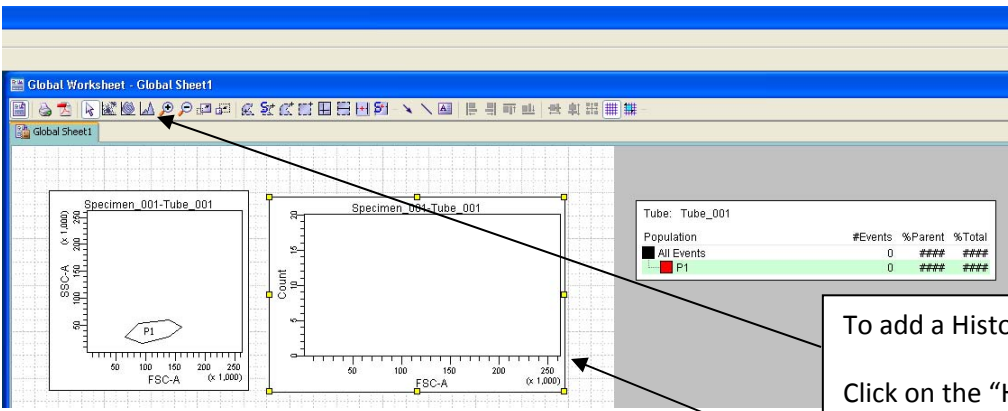 Global Worksheet - Global Sheet1
Global Sheet1
Specimen_001-Tube_001
SSC-A
(x 1,000)
50 100 150 200 250
P1
50 100 150 200 250
FSC-A
(x 1,000)
Specimen_001-Tube_001
Count
0 5 10 15 20
50 100 150 200 250
FSC-A
(x 1,000)
Tube: Tube_001
Population #Events %Parent %Total
All Events 0 #### ####
P1 0 #### ####
To add a Histo
Click on the “H